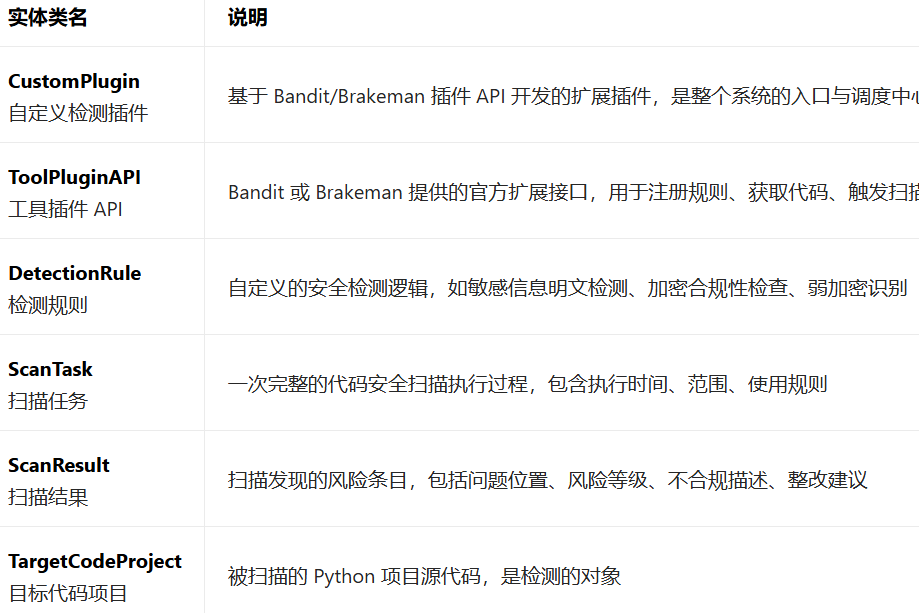 实体类名 说明
CustomPlugin
自定义检测插件
基于 Bandit/Brakeman 插件 API 开发的扩展插件，是整个系统的入口与调度中心
ToolPluginAPI
工具插件 API
Bandit 或 Brakeman 提供的官方扩展接口，用于注册规则、获取代码、触发扫描
DetectionRule
检测规则
自定义的安全检测逻辑，如敏感信息明文检测、加密合规性检查、弱加密识别
ScanTask
扫描任务
一次完整的代码安全扫描执行过程，包含执行时间、范围、使用规则
ScanResult
扫描结果
扫描发现的风险条目，包括问题位置、风险等级、不合规描述、整改建议
TargetCodeProject
目标代码项目
被扫描的 Python 项目源代码，是检测的对象